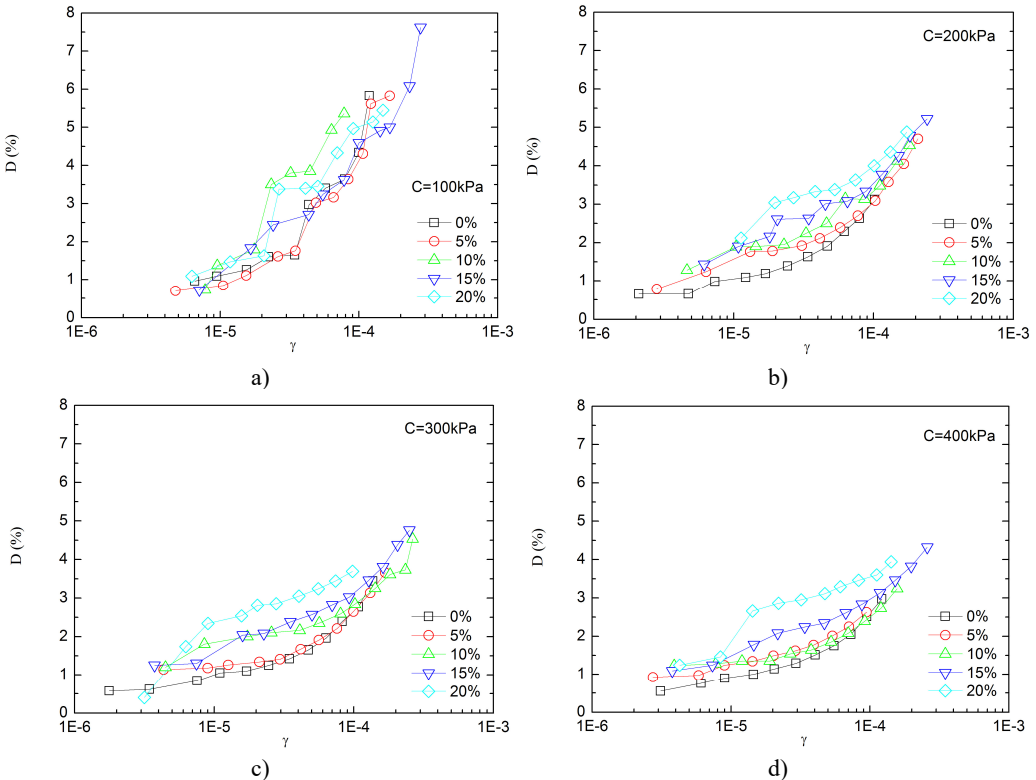 8
7
6
5
4
3
2
1
0
D (%)
C=100kPa
0%
5%
10%
15%
20%
1E-6
1E-5
1E-4
1E-3
γ
a)
8
7
6
5
4
3
2
1
0
D (%)
C=200kPa
0%
5%
10%
15%
20%
1E-6
1E-5
1E-4
1E-3
γ
b)
8
7
6
5
4
3
2
1
0
D (%)
C=300kPa
0%
5%
10%
15%
20%
1E-6
1E-5
1E-4
1E-3
γ
c)
8
7
6
5
4
3
2
1
0
D (%)
C=400kPa
0%
5%
10%
15%
20%
1E-6
1E-5
1E-4
1E-3
γ
d)